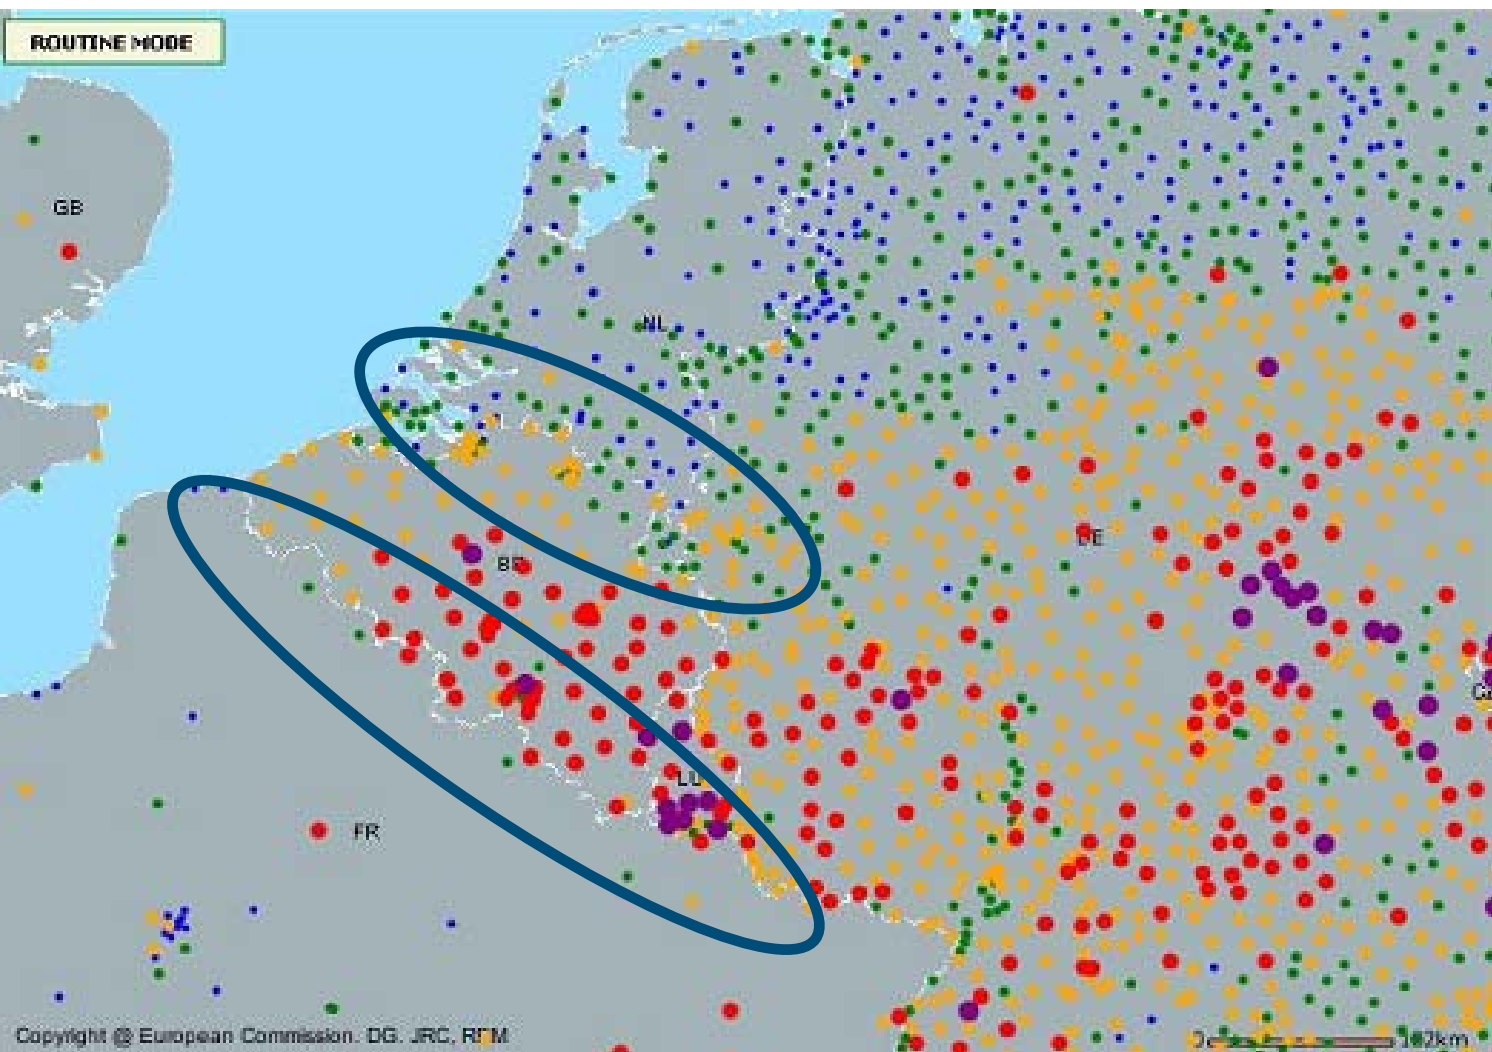 ROUTINE MODE
GB
NL
BE
DE
LU
FR
Copyright @ European Commission. DG. JRC, REM